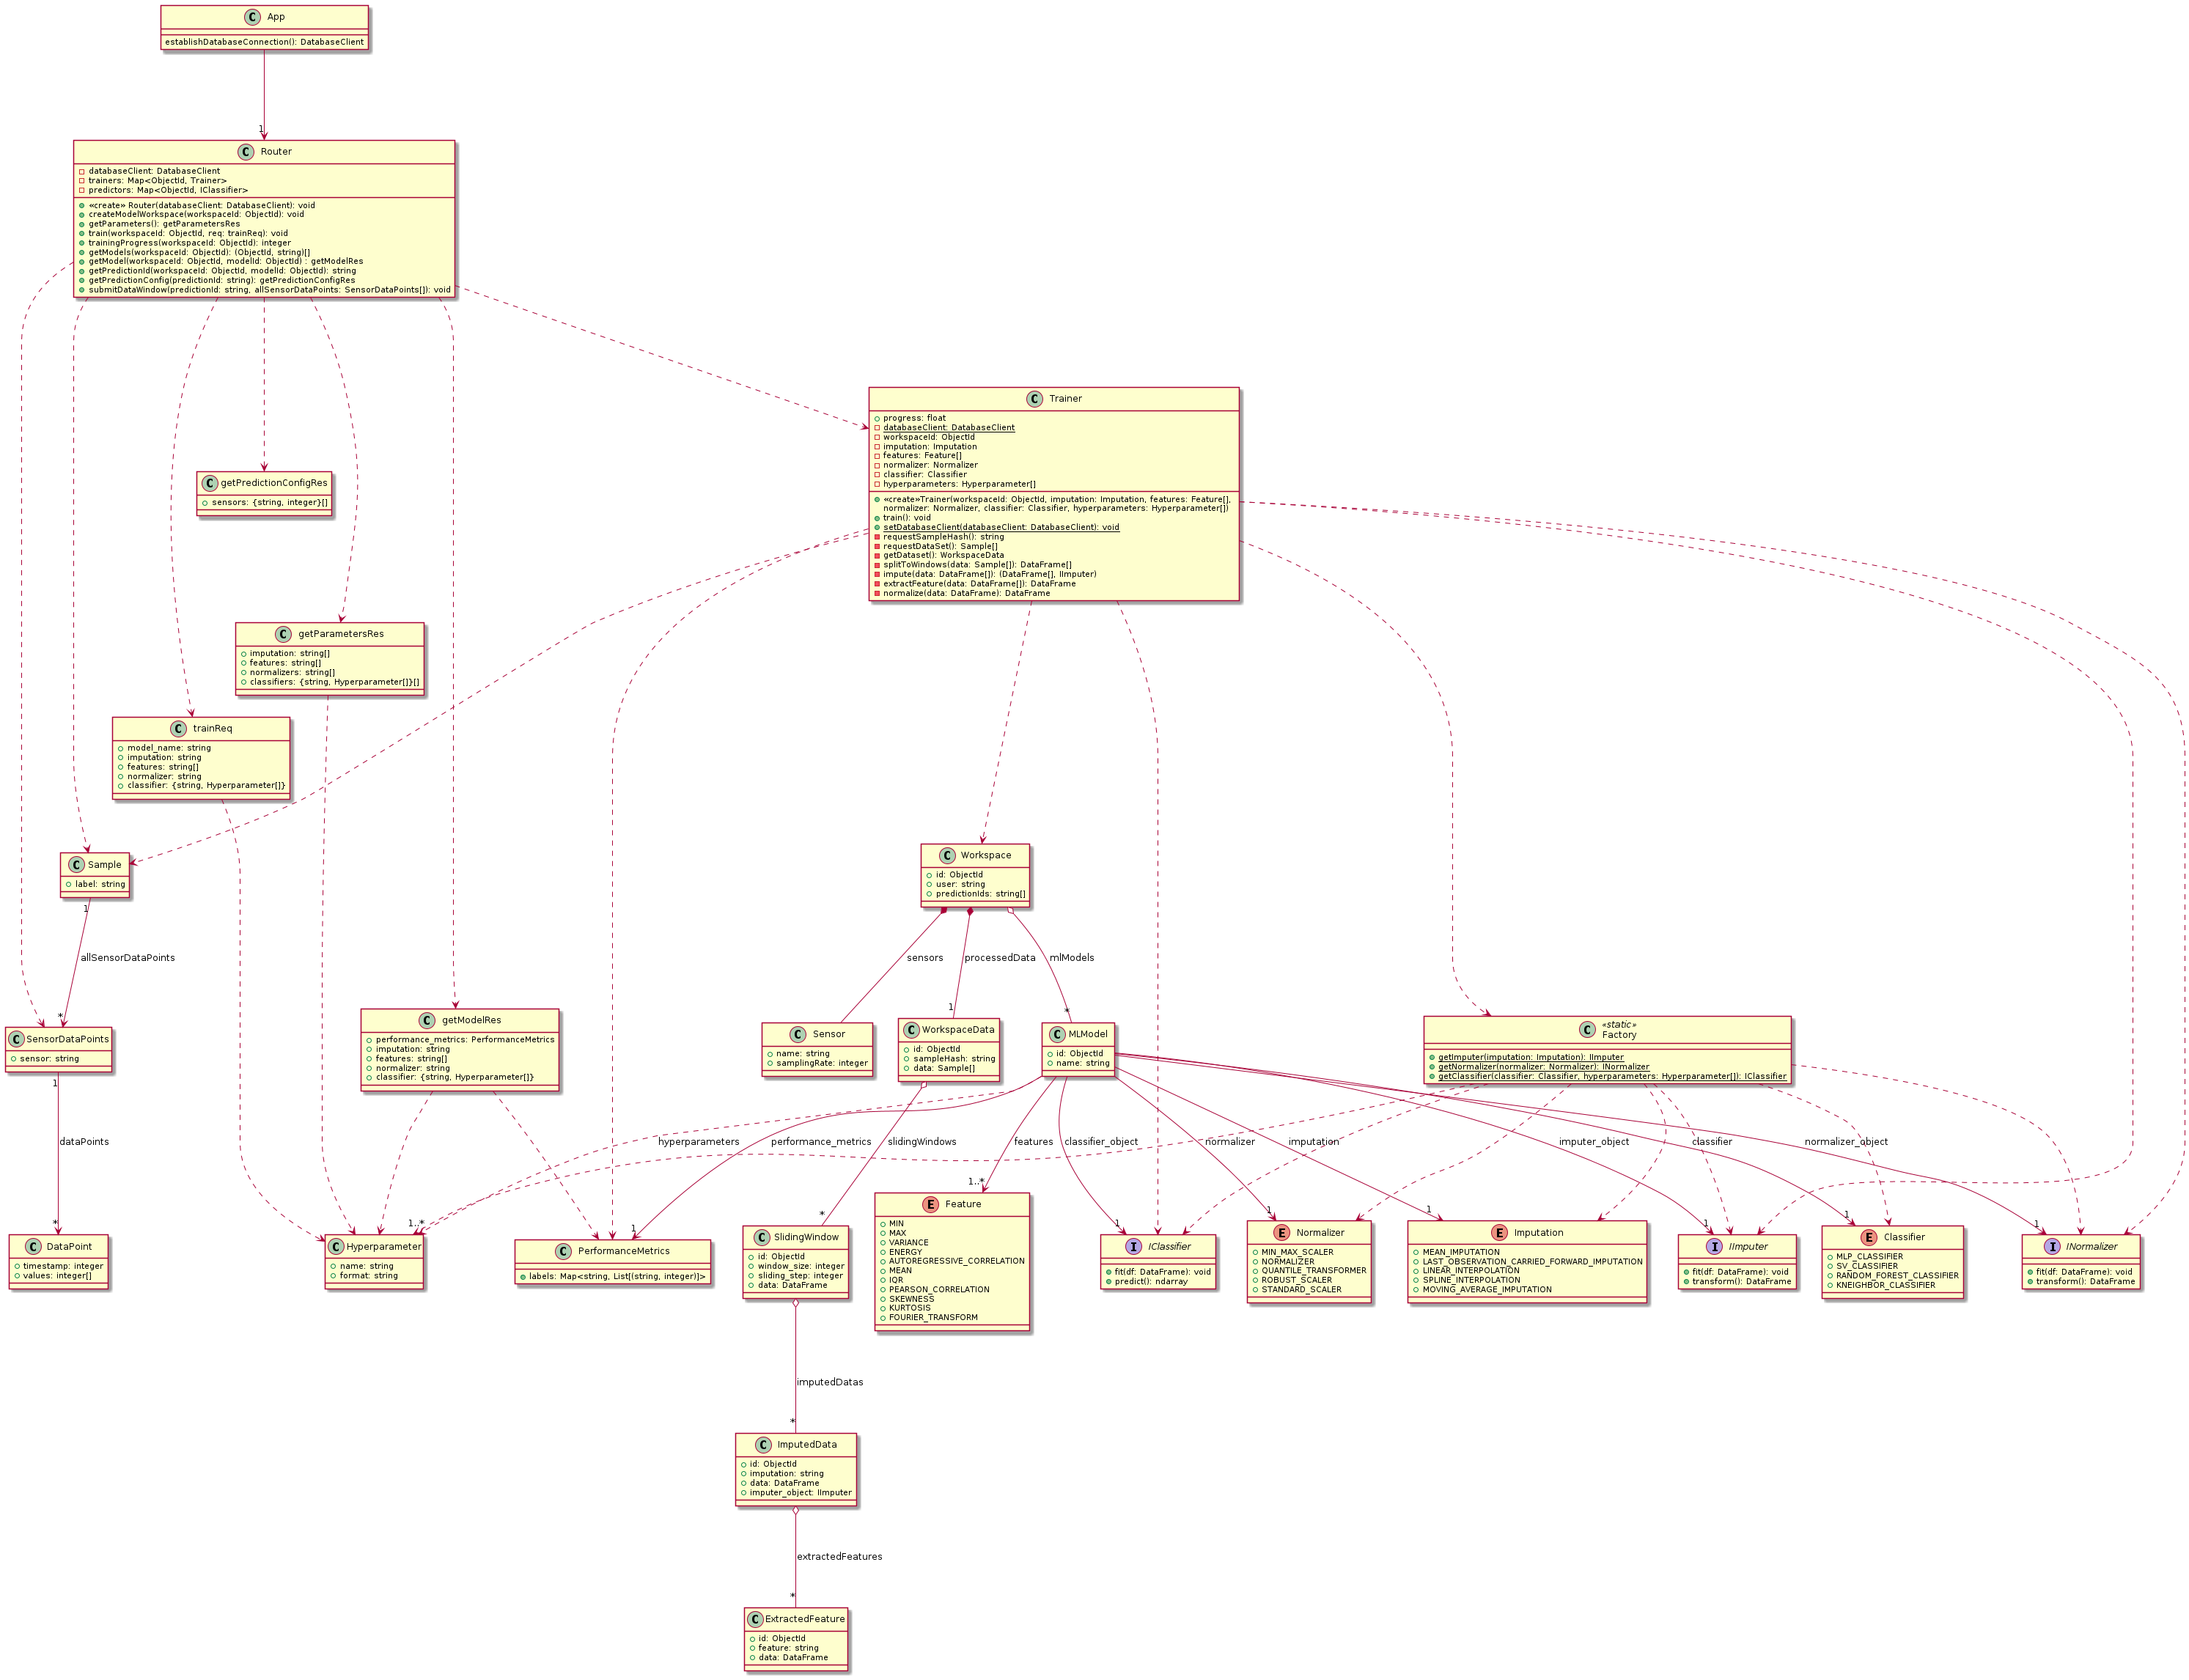 C App
establishDatabaseConnection(): DatabaseClient
1
C Router
databaseClient: DatabaseClient
trainers: Map<ObjectId, Trainer>
predictors: Map<ObjectId, IClassifier>
«create» Router(databaseClient: DatabaseClient): void
createModelWorkspace(workspaceId: ObjectId): void
getParameters(): getParametersRes
train(workspaceId: ObjectId, req: trainReq): void
trainingProgress(workspaceId: ObjectId): integer
getModels(workspaceId: ObjectId): (ObjectId, string)[]
getModel(workspaceId: ObjectId, modelId: ObjectId) : getModelRes
getPredictionId(workspaceId: ObjectId, modelId: ObjectId): string
getPredictionConfig(predictionId: string): getPredictionConfigRes
submitDataWindow(predictionId: string, allSensorDataPoints: SensorDataPoints[]): void
C Trainer
progress: float
databaseClient: DatabaseClient
workspaceId: ObjectId
imputation: Imputation
features: Feature[]
normalizer: Normalizer
classifier: Classifier
hyperparameters: Hyperparameter[]
«create»Trainer(workspaceId: ObjectId, imputation: Imputation, features: Feature[],
normalizer: Normalizer, classifier: Classifier, hyperparameters: Hyperparameter[])
train(): void
setDatabaseClient(databaseClient: DatabaseClient): void
requestSampleHash(): string
requestDataSet(): Sample[]
getDataset(): WorkspaceData
splitToWindows(data: Sample[]): DataFrame[]
impute(data: DataFrame[]): (DataFrame[], IImputer)
extractFeature(data: DataFrame[]): DataFrame
normalize(data: DataFrame): DataFrame
C getPredictionConfigRes
sensors: {string, integer}[]
C getParametersRes
imputation: string[]
features: string[]
normalizers: string[]
classifiers: {string, Hyperparameter[]}[]
C trainReq
model_name: string
imputation: string
features: string[]
normalizer: string
classifier: {string, Hyperparameter[]}
C Sample
label: string
1
allSensorDataPoints
*
C Workspace
id: ObjectId
user: string
predictionIds: string[]
sensors
processedData
mlModels
1
*
C SensorDataPoints
sensor: string
1
dataPoints
*
C getModelRes
performance_metrics: PerformanceMetrics
imputation: string
features: string[]
normalizer: string
classifier: {string, Hyperparameter[]}
C Sensor
name: string
samplingRate: integer
C WorkspaceData
id: ObjectId
sampleHash: string
data: Sample[]
C MLModel
id: ObjectId
name: string
C «static»
Factory
getImputer(imputation: Imputation): IImputer
getNormalizer(normalizer: Normalizer): INormalizer
getClassifier(classifier: Classifier, hyperparameters: Hyperparameter[]): IClassifier
hyperparameters
performance_metrics
slidingWindows
features
classifier_object
normalizer
imputation
imputer_object
classifier
normalizer_object
1..*
1
*
1..*
1
1
1
1
1
1
C DataPoint
timestamp: integer
values: integer[]
C Hyperparameter
name: string
format: string
C PerformanceMetrics
labels: Map<string, List[(string, integer)]>
C SlidingWindow
id: ObjectId
window_size: integer
sliding_step: integer
data: DataFrame
E Feature
MIN
MAX
VARIANCE
ENERGY
AUTOREGRESSIVE_CORRELATION
MEAN
IQR
PEARSON_CORRELATION
SKEWNESS
KURTOSIS
FOURIER_TRANSFORM
I IClassifier
fit(df: DataFrame): void
predict(): ndarray
E Normalizer
MIN_MAX_SCALER
NORMALIZER
QUANTILE_TRANSFORMER
ROBUST_SCALER
STANDARD_SCALER
E Imputation
MEAN_IMPUTATION
LAST_OBSERVATION_CARRIED_FORWARD_IMPUTATION
LINEAR_INTERPOLATION
SPLINE_INTERPOLATION
MOVING_AVERAGE_IMPUTATION
I IImputer
fit(df: DataFrame): void
transform(): DataFrame
E Classifier
MLP_CLASSIFIER
SV_CLASSIFIER
RANDOM_FOREST_CLASSIFIER
KNEIGHBOR_CLASSIFIER
I INormalizer
fit(df: DataFrame): void
transform(): DataFrame
imputedDatas
*
C ImputedData
id: ObjectId
imputation: string
data: DataFrame
imputer_object: IImputer
extractedFeatures
*
C ExtractedFeature
id: ObjectId
feature: string
data: DataFrame